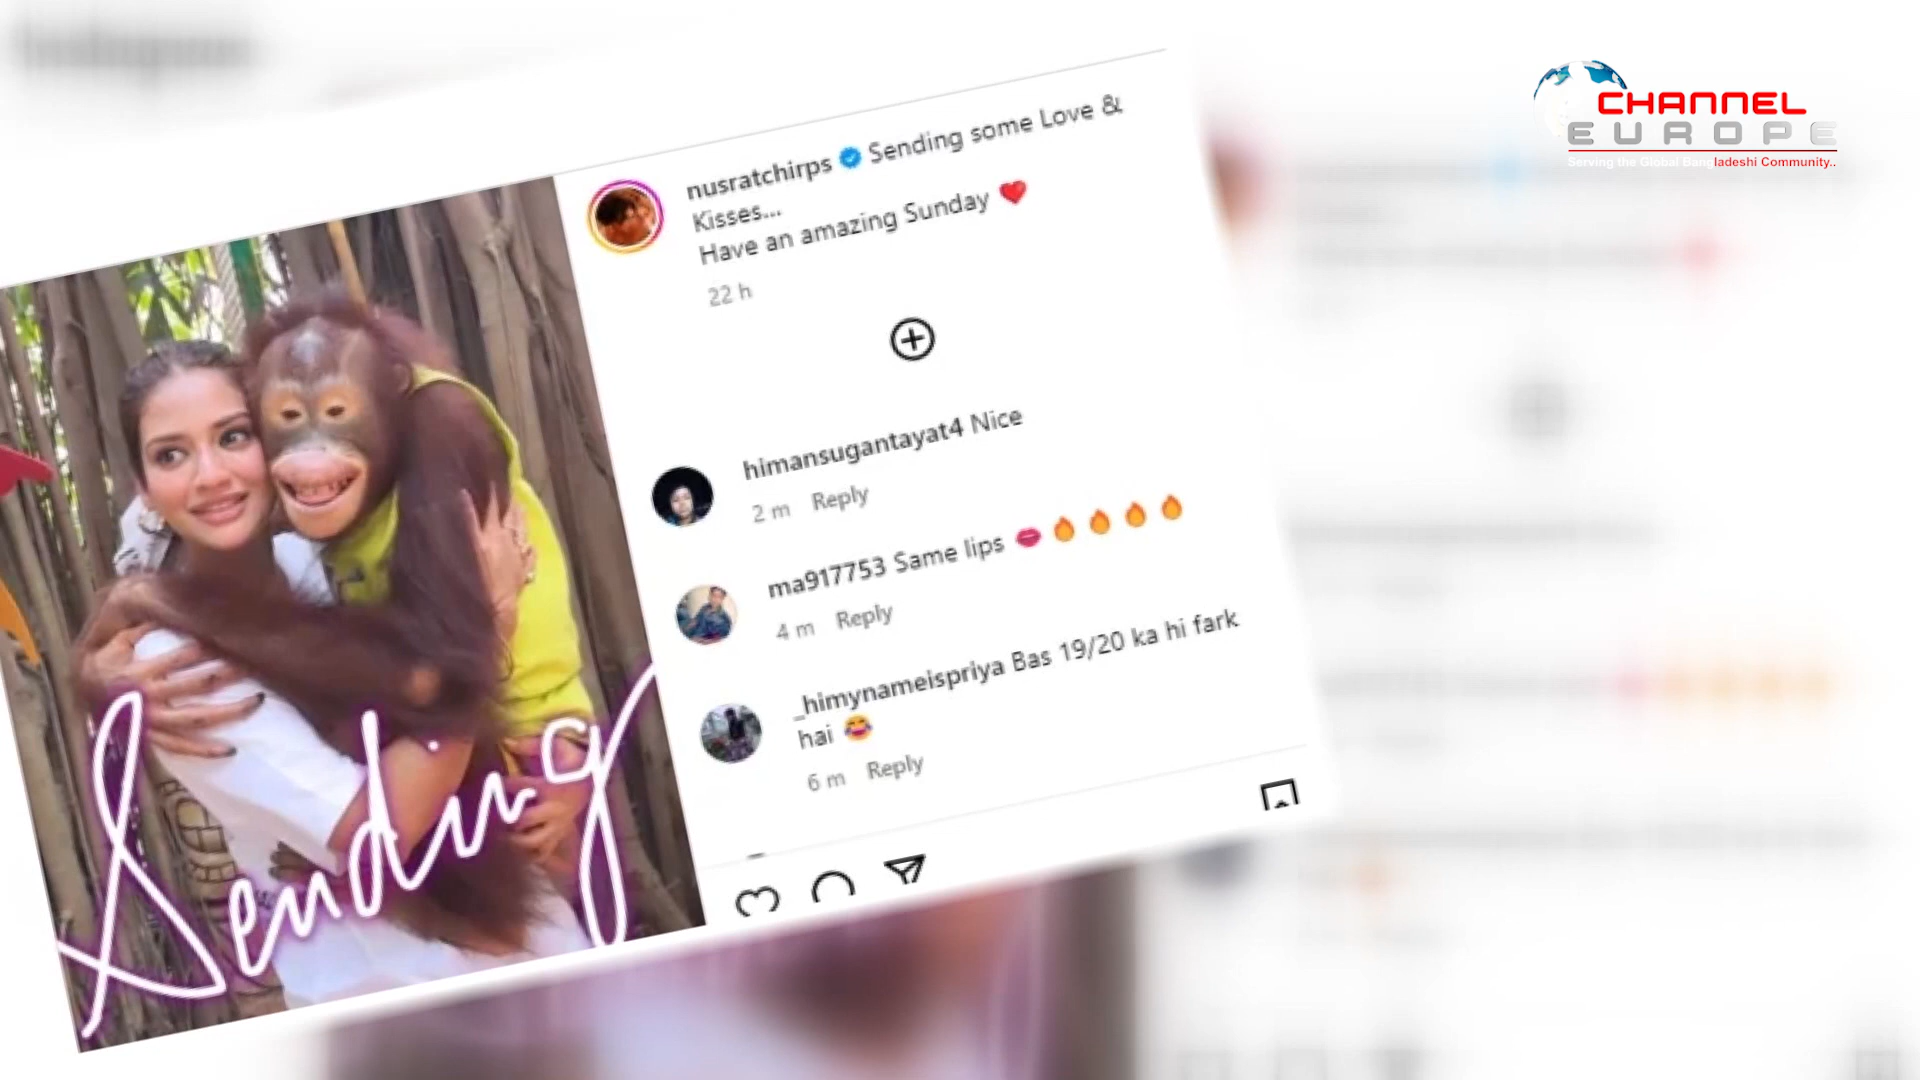 CHANNEL
EUROPE
Serving the Global Bangladeshi Community..
nusratchirps Sending some Love &
Kisses...
Have an amazing Sunday ❤️
22 h
himansugantayat4 Nice
2 m Reply
ma917753 Same lips 💋🔥🔥🔥🔥
4 m Reply
_himynameispriya Bas 19/20 ka hi fark
hai 😂
6 m Reply
Sending